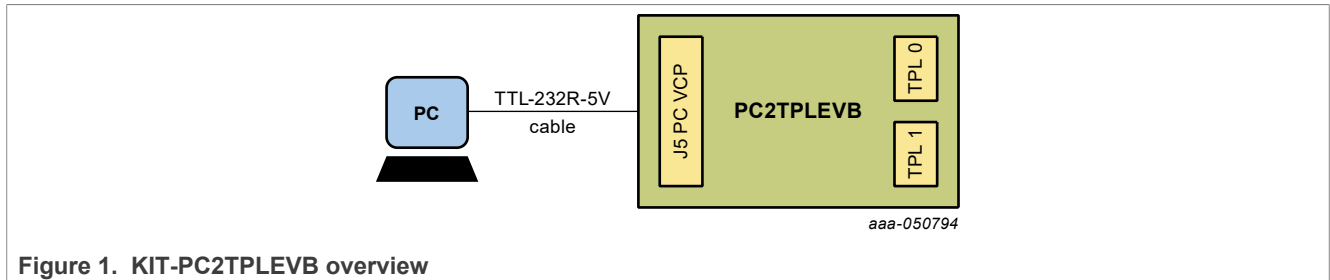 PC
TTL-232R-5V
cable
J5 PC VCP
PC2TPLEVB
TPL 0
TPL 1
aaa-050794
Figure 1. KIT-PC2TPLEVB overview